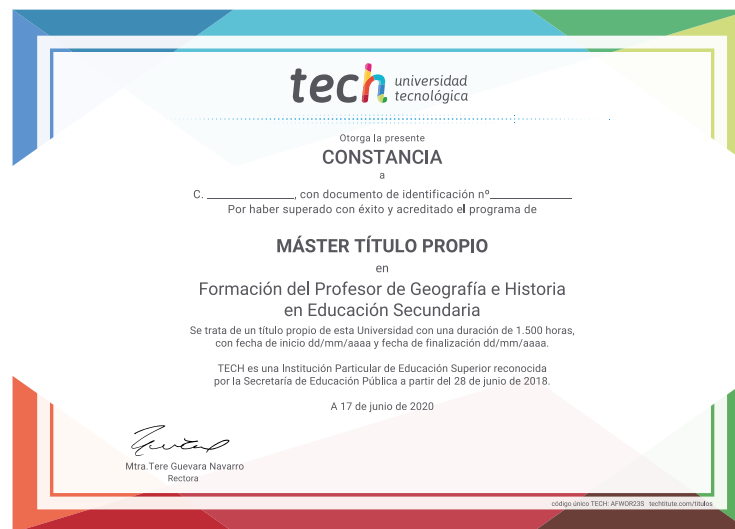 tech universidad
tecnológica
Otorga la presente
CONSTANCIA
a
C. ________________, con documento de identificación nº______________
Por haber superado con éxito y acreditado el programa de
MÁSTER TÍTULO PROPIO
en
Formación del Profesor de Geografía e Historia
en Educación Secundaria
Se trata de un título propio de esta Universidad con una duración de 1.500 horas,
con fecha de inicio dd/mm/aaaa y fecha de finalización dd/mm/aaaa.
TECH es una Institución Particular de Educación Superior reconocida
por la Secretaría de Educación Pública a partir del 28 de junio de 2018.
A 17 de junio de 2020
Mtra.Tere Guevara Navarro
Rectora
código único TECH: AFWOR23S techtitute.com/titulos